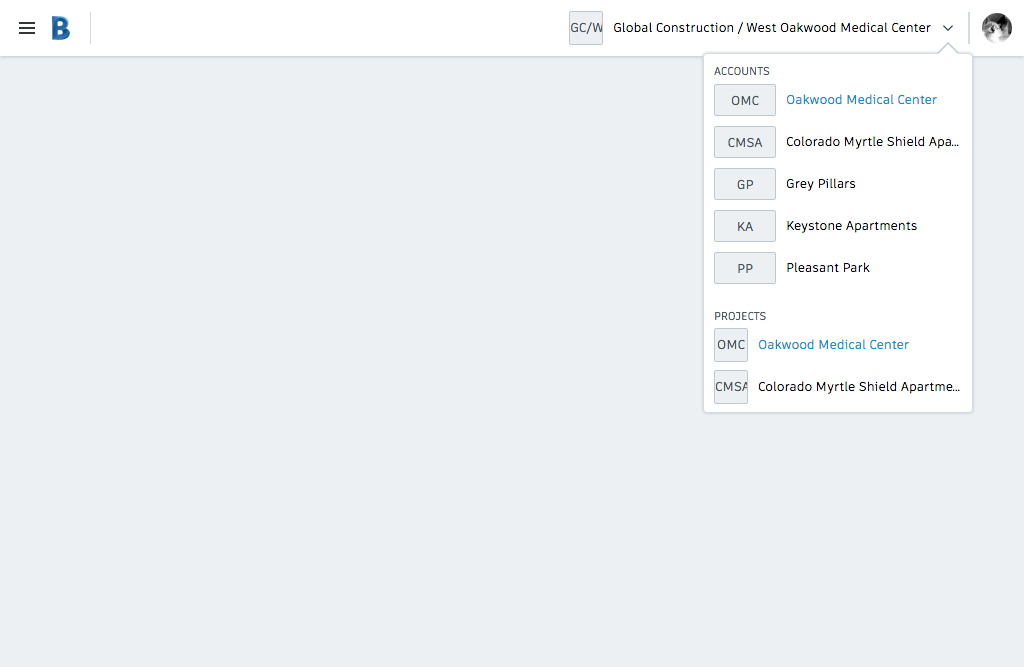 B
GC/W Global Construction / West Oakwood Medical Center
ACCOUNTS
OMC Oakwood Medical Center
CMSA Colorado Myrtle Shield Apa...
GP Grey Pillars
KA Keystone Apartments
PP Pleasant Park
PROJECTS
OMC Oakwood Medical Center
CMSA Colorado Myrtle Shield Apartme...